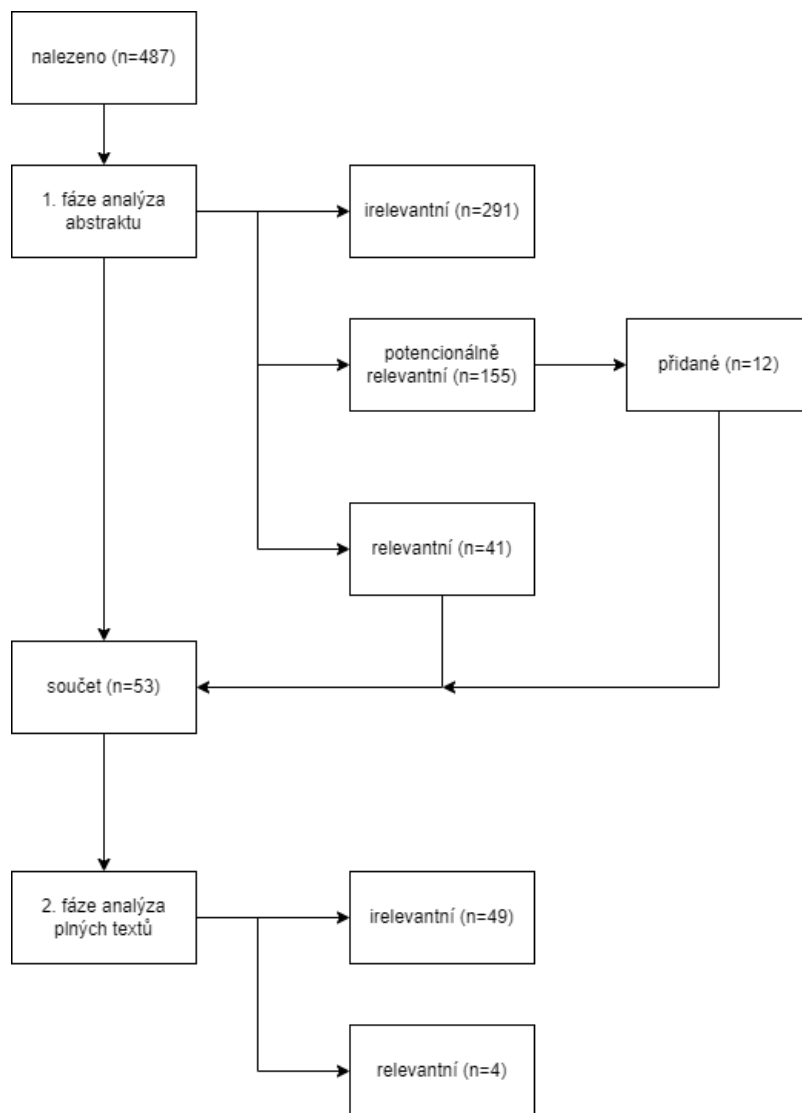 nalezeno (n=487)
1. fáze analýza
abstraktu
irelevantní (n=291)
potencionálně
relevantní (n=155)
přidané (n=12)
relevantní (n=41)
součet (n=53)
2. fáze analýza
plných textů
irelevantní (n=49)
relevantní (n=4)